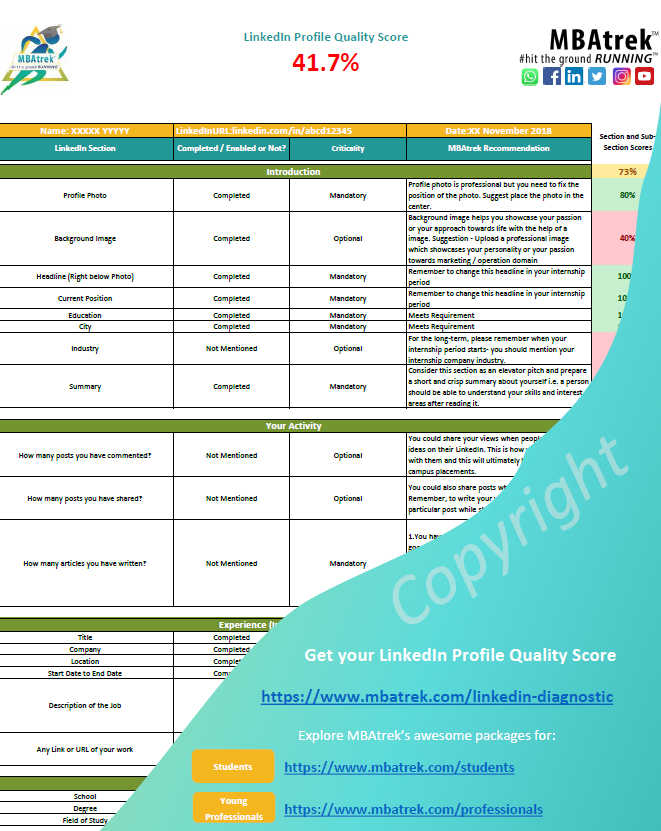 LinkedIn Profile Quality Score
41.7%
MBAtrek
#hit the ground RUNNING
MBAtrek™
#hit the ground RUNNING™
Name: XXXXX YYYYY LinkedInURL:linkedin.com/in/abcd12345 Date:XX November 2018
LinkedIn Section Completed / Enabled or Not? Criticality MBAtrek Recommendation
Section and Sub-
Section Scores
Introduction 73%
Profile Photo Completed Mandatory 80%
Profile photo is professional but you need to fix the
position of the photo. Suggest place the photo in the
center.
Background Image Completed Optional 40%
Background image helps you showcase your passion
or your approach towards life with the help of a
image. Suggestion - Upload a professional image
which showcases your personality or your passion
towards marketing / operation domain
Headline (Right below Photo) Completed Mandatory 100
Remember to change this headline in your internship
period
Current Position Completed Mandatory 10
Remember to change this headline in your internship
period
Education Completed Mandatory Meets Requirement
City Completed Mandatory Meets Requirement
Industry Not Mentioned Optional
For the long-term, please remember when your
internship period starts- you should mention your
internship company industry.
Summary Completed Mandatory
Consider this section as an elevator pitch and prepare
a short and crisp summary about yourself i.e. a person
should be able to understand your skills and interest
areas after reading it.
Your Activity
How many posts you have commented? Not Mentioned Optional
You could share your views when people
ideas on their LinkedIn. This is how
with them and this will ultimately
campus placements.
How many posts you have shared? Not Mentioned Optional
You could also share posts
Remember, to write your
particular post while
How many articles you have written? Not Mentioned Mandatory
1.You have
Experience
Title Completed
Company Completed
Location
Start Date to End Date
Description of the Job
Any Link or URL of your work
School
Degree
Field of Study
Copyright
Get your LinkedIn Profile Quality Score
https://www.mbatrek.com/linkedin-diagnostic
Explore MBAtrek's awesome packages for:
Students https://www.mbatrek.com/students
Young
Professionals https://www.mbatrek.com/professionals